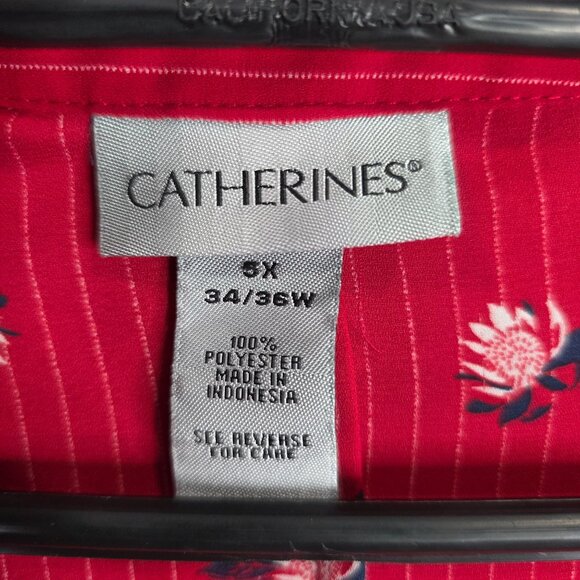 CALIFORNIA, USA
CATHERINES®
5X
34/36W
100%
POLYESTER
MADE IN
INDONESIA
SEE REVERSE
FOR CARE